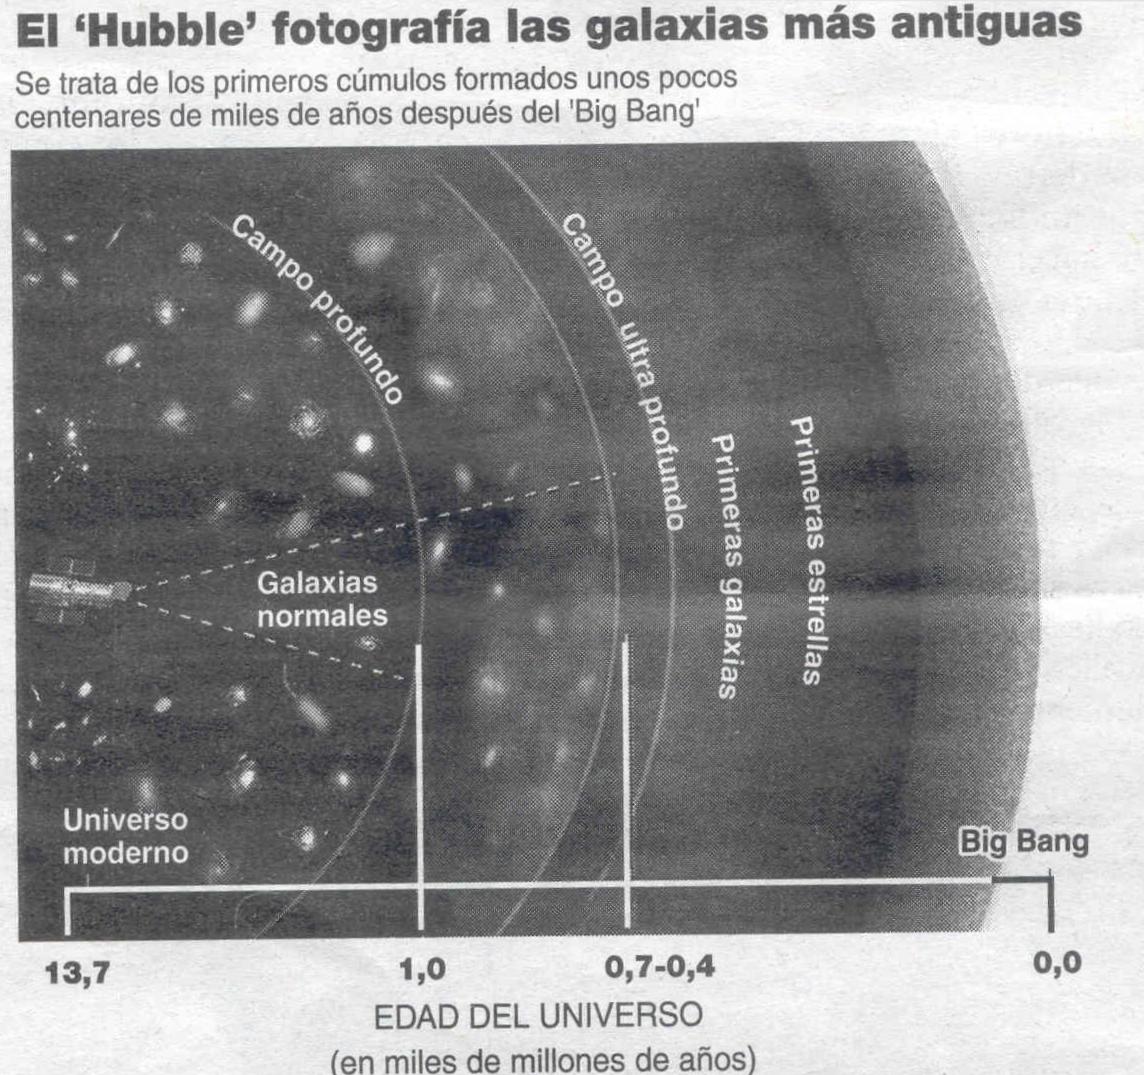 El ‘Hubble’ fotografía las galaxias más antiguas
Se trata de los primeros cúmulos formados unos pocos
centenares de miles de años después del 'Big Bang'
Campo profundo
Campo ultra profundo
Primeras galaxias
Primeras estrellas
Galaxias
normales
Universo
moderno
Big Bang
13,7
1,0
0,7-0,4
0,0
EDAD DEL UNIVERSO
(en miles de millones de años)